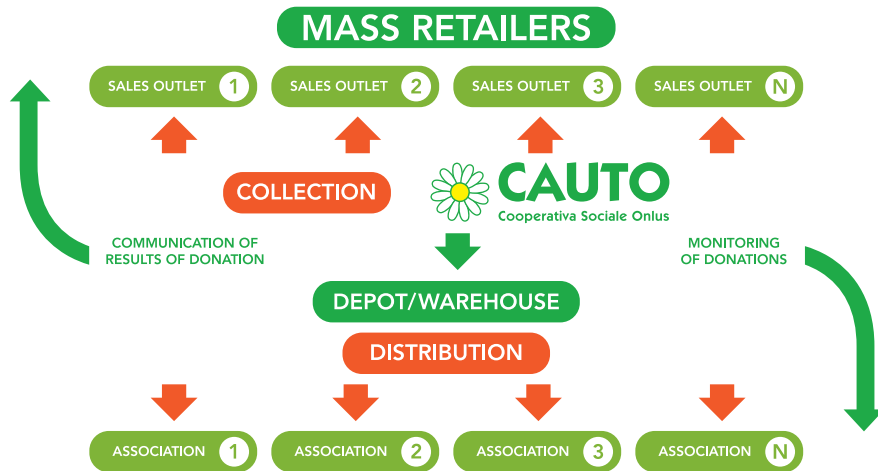 MASS RETAILERS
SALES OUTLET 1
SALES OUTLET 2
SALES OUTLET 3
SALES OUTLET N
COLLECTION
CAUTO
Cooperativa Sociale Onlus
COMMUNICATION OF
RESULTS OF DONATION
MONITORING
OF DONATIONS
DEPOT/WAREHOUSE
DISTRIBUTION
ASSOCIATION 1
ASSOCIATION 2
ASSOCIATION 3
ASSOCIATION N